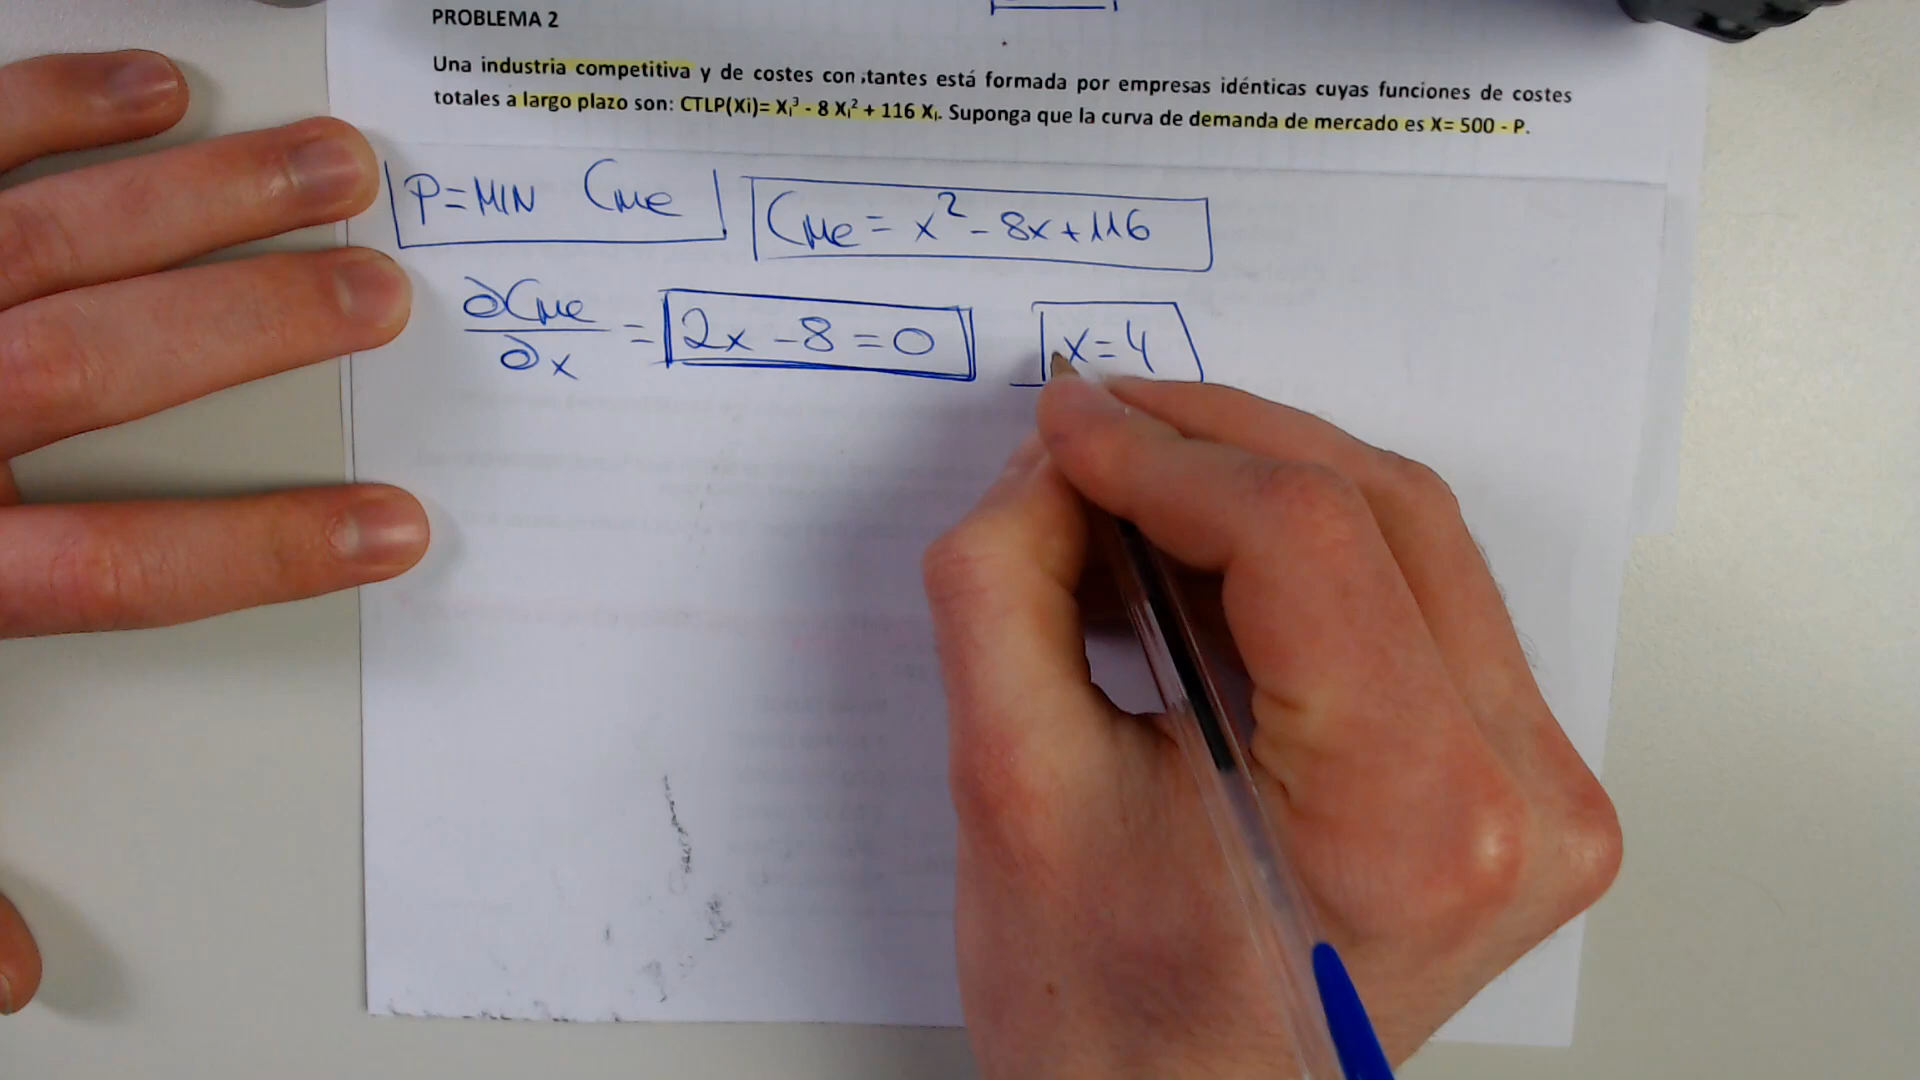 PROBLEMA 2
Una industria competitiva y de costes con ;tantes está formada por empresas idénticas cuyas funciones de costes
totales a largo plazo son: CTLP(Xi)= Xᵢ³ - 8 Xᵢ² + 116 Xᵢ. Suponga que la curva de demanda de mercado es X= 500 - P.
P=MIN CMe
CMe = x² - 8x + 116
∂CMe/∂x = 2x - 8 = 0
x = 4